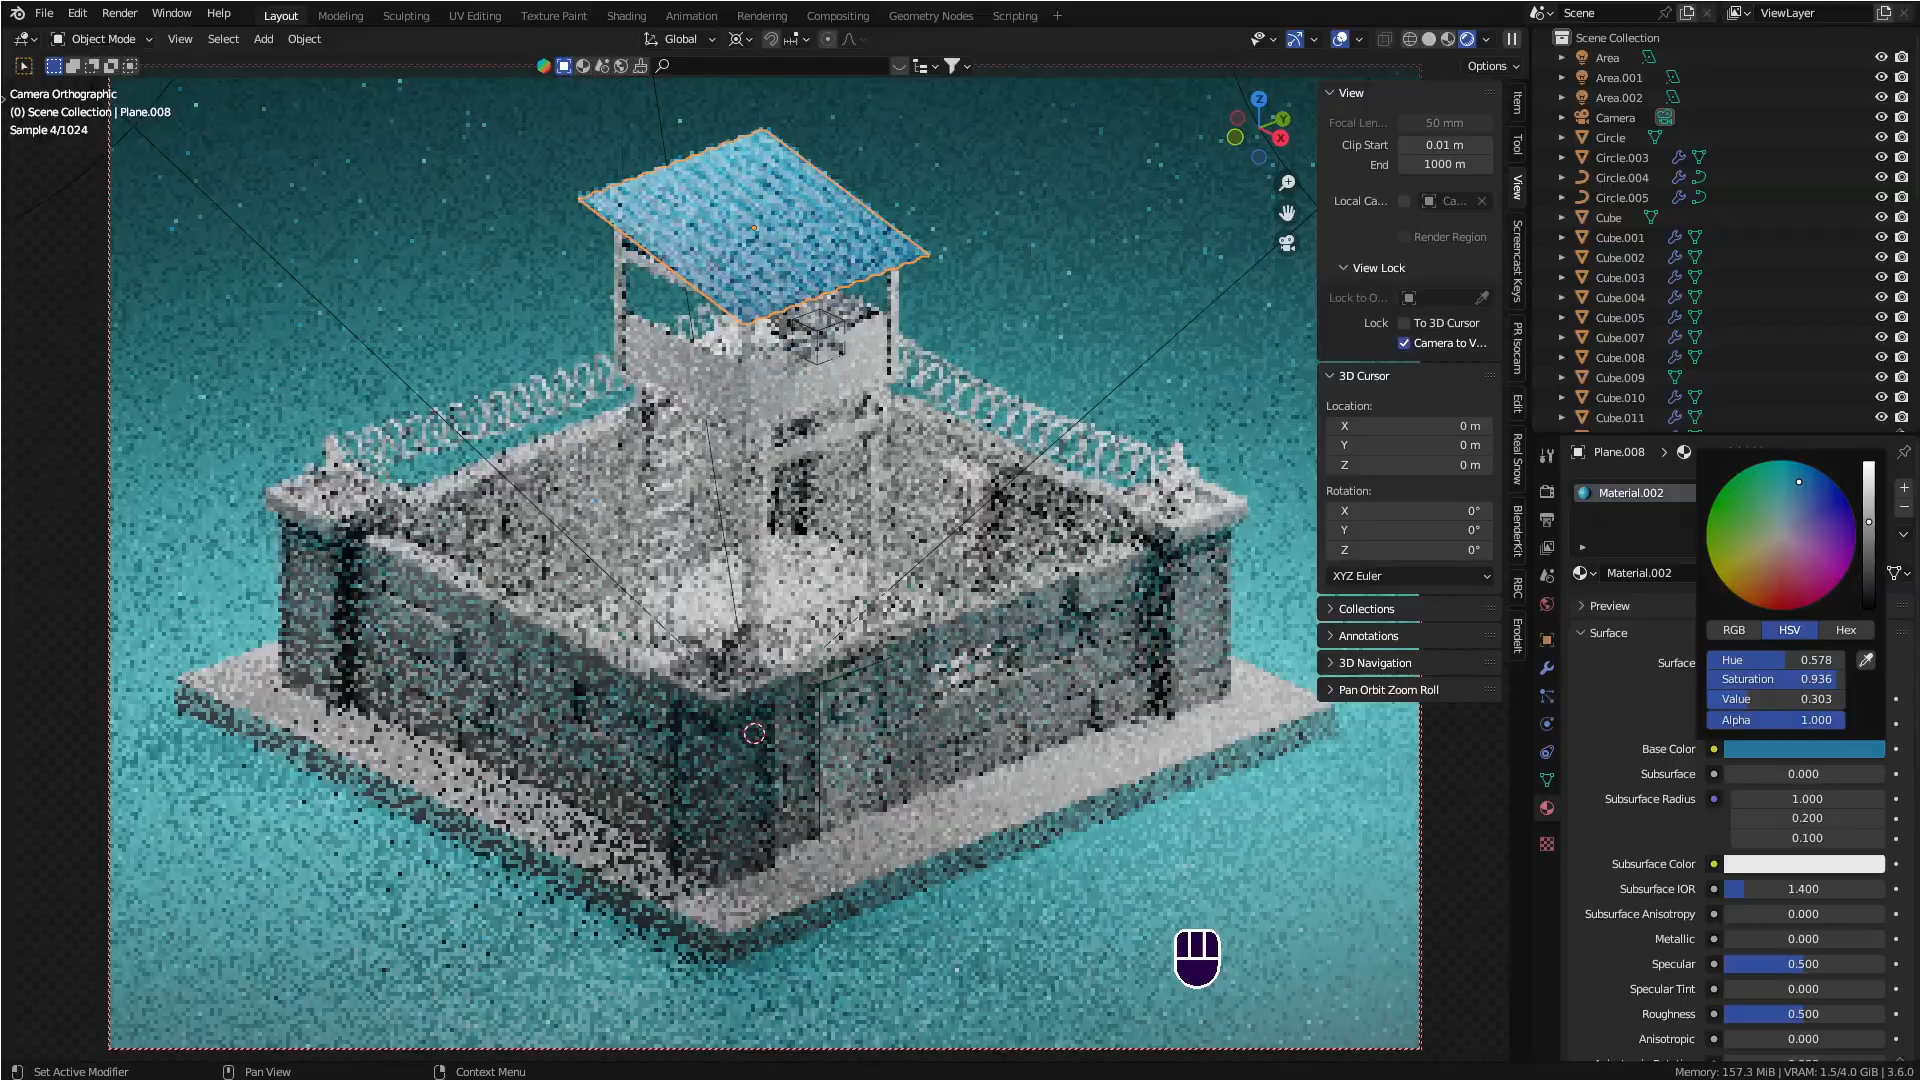 File Edit Render Window Help
Layout Modeling Sculpting UV Editing Texture Paint Shading Animation Rendering Compositing Geometry Nodes Scripting +
Scene
ViewLayer
Object Mode View Select Add Object
Global
Options
Camera Orthographic
(0) Scene Collection | Plane.008
Sample 4/1024
Z
Y
X
View
Focal Len... 50 mm
Clip Start 0.01 m
End 1000 m
Local Ca... Ca...
Render Region
View Lock
Lock to O...
Lock To 3D Cursor
Camera to V...
3D Cursor
Location:
X 0 m
Y 0 m
Z 0 m
Rotation:
X 0°
Y 0°
Z 0°
XYZ Euler
Collections
Annotations
3D Navigation
Pan Orbit Zoom Roll
Item
Tool
View
Screencast Keys
PR Isocam
Edit
Real Snow
BlenderKit
RBC
Erodelt
Scene Collection
Area
Area.001
Area.002
Camera
Circle
Circle.003
Circle.004
Circle.005
Cube
Cube.001
Cube.002
Cube.003
Cube.004
Cube.005
Cube.007
Cube.008
Cube.009
Cube.010
Cube.011
Plane.008
Material.002
Material.002
Preview
Surface
Surface
RGB HSV Hex
Hue 0.578
Saturation 0.936
Value 0.303
Alpha 1.000
Base Color
Subsurface 0.000
Subsurface Radius 1.000
0.200
0.100
Subsurface Color
Subsurface IOR 1.400
Subsurface Anisotropy 0.000
Metallic 0.000
Specular 0.500
Specular Tint 0.000
Roughness 0.500
Anisotropic 0.000
Set Active Modifier
Pan View
Context Menu
Memory: 157.3 MiB | VRAM: 1.5/4.0 GiB | 3.6.0